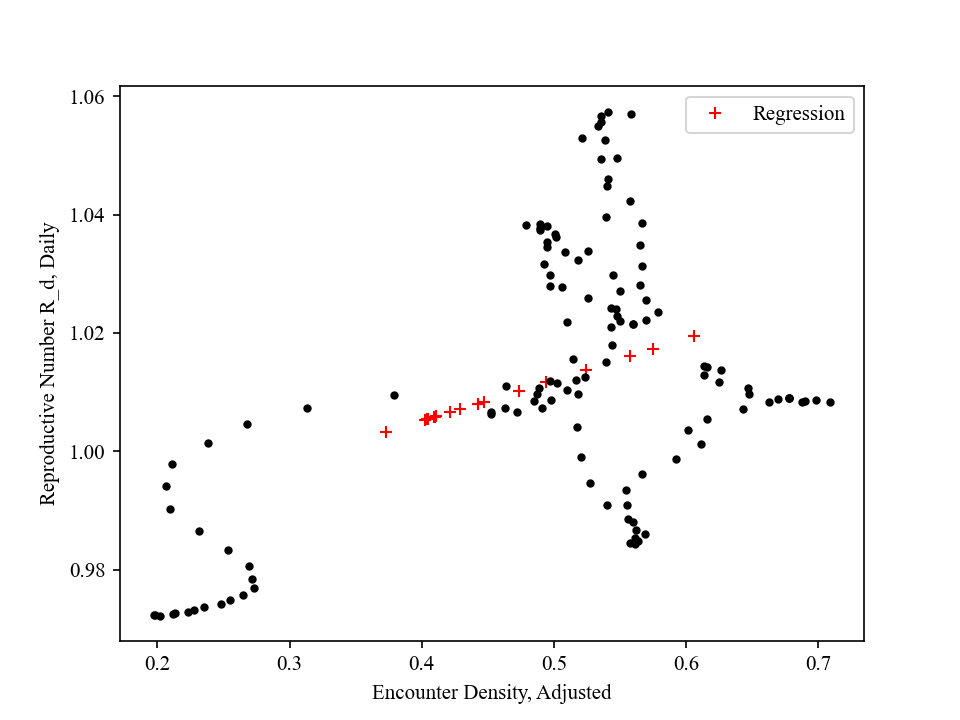 1.06
Regression
1.04
1.02
1.00
0.98
Reproductive Number R_d, Daily
0.2 0.3 0.4 0.5 0.6 0.7
Encounter Density, Adjusted